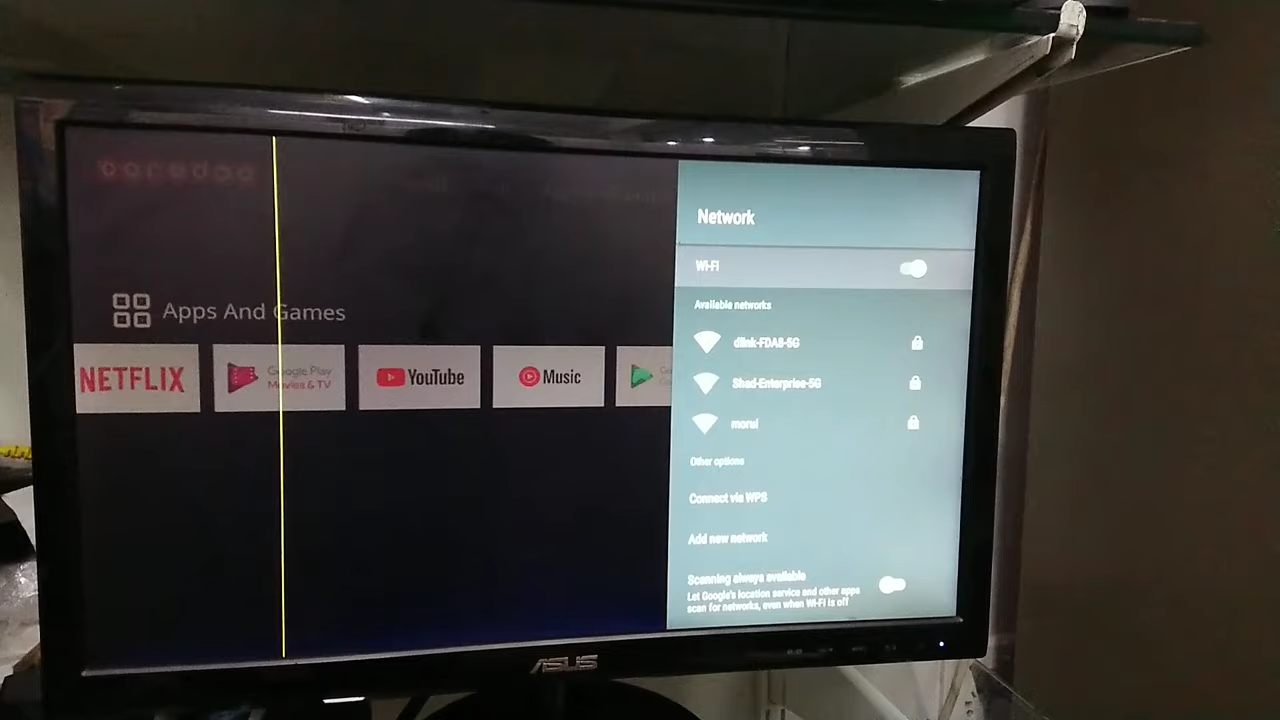 ooredoo
Network
Wi-Fi
Available networks
dlink-FDA8-5G
Shad-Enterprise-5G
morul
Other options
Connect via WPS
Add new network
Scanning always available
Let Google's location service and other apps
scan for networks, even when Wi-Fi is off
Apps And Games
NETFLIX
Google Play
Movies & TV
YouTube
Music
ASUS